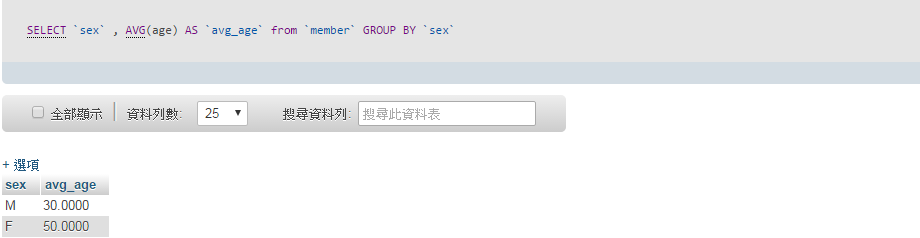 SELECT `sex` , AVG(age) AS `avg_age` from `member` GROUP BY `sex`
全部顯示 資料列數: 25 搜尋資料列: 搜尋此資料表
+ 選項
sex avg_age
M 30.0000
F 50.0000